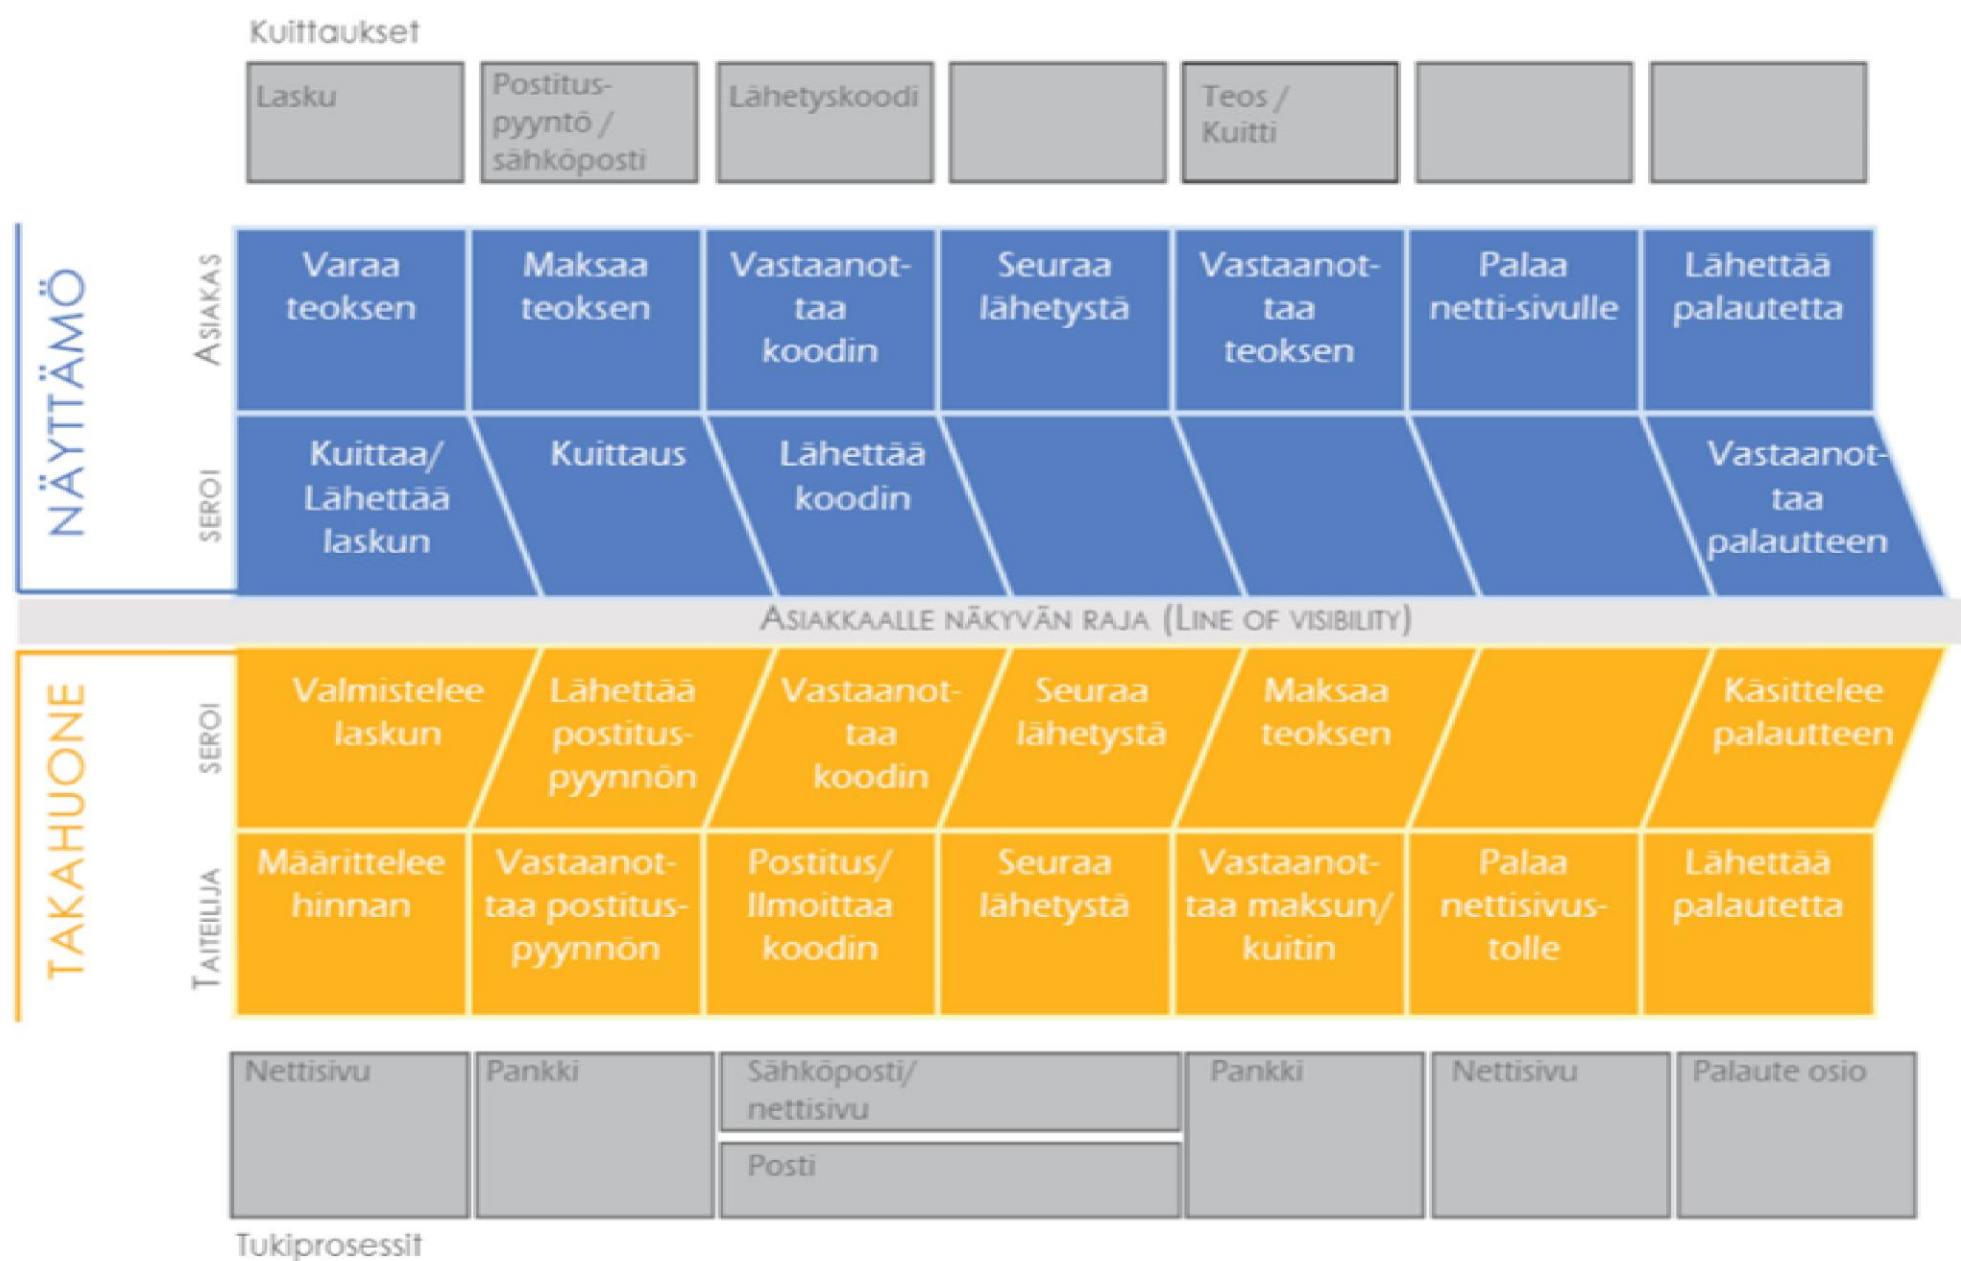 Kuittaukset
Lasku
Postitus-
pyyntö /
sähköposti
Lähetyskoodi
Teos /
Kuitti
NÄYTTÄMÖ
ASIAKAS
Varaa
teoksen
Maksaa
teoksen
Vastaanot-
taa
koodin
Seuraa
lähetystä
Vastaanot-
taa
teoksen
Palaa
netti-sivulle
Lähettää
palautetta
SEROI
Kuittaa/
Lähettää
laskun
Kuittaus
Lähettää
koodin
Vastaanot-
taa
palautteen
ASIAKKAALLE NÄKYVÄN RAJA (LINE OF VISIBILITY)
TAKAHUONE
SEROI
Valmistelee
laskun
Lähettää
postitus-
pyynnön
Vastaanot-
taa
koodin
Seuraa
lähetystä
Maksaa
teoksen
Käsittelee
palautteen
TAITEILIJA
Määrittelee
hinnan
Vastaanot-
taa postitus-
pyynnön
Postitus/
Ilmoittaa
koodin
Seuraa
lähetystä
Vastaanot-
taa maksun/
kuitin
Palaa
nettisivus-
tolle
Lähettää
palautetta
Nettisivu
Pankki
Sähköposti/
nettisivu
Posti
Pankki
Nettisivu
Palaute osio
Tukiprosessit